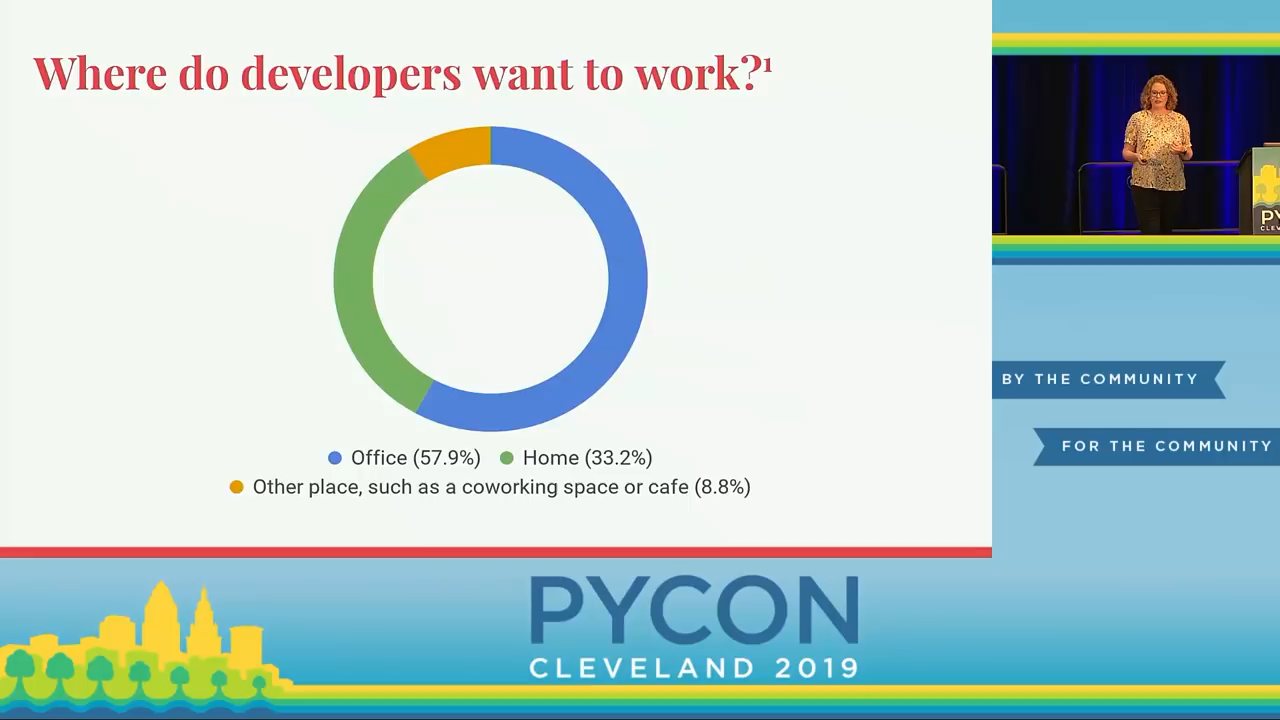 Where do developers want to work?¹
Office (57.9%) Home (33.2%)
Other place, such as a coworking space or cafe (8.8%)
BY THE COMMUNITY
FOR THE COMMUNITY
PYCON
CLEVELAND 2019